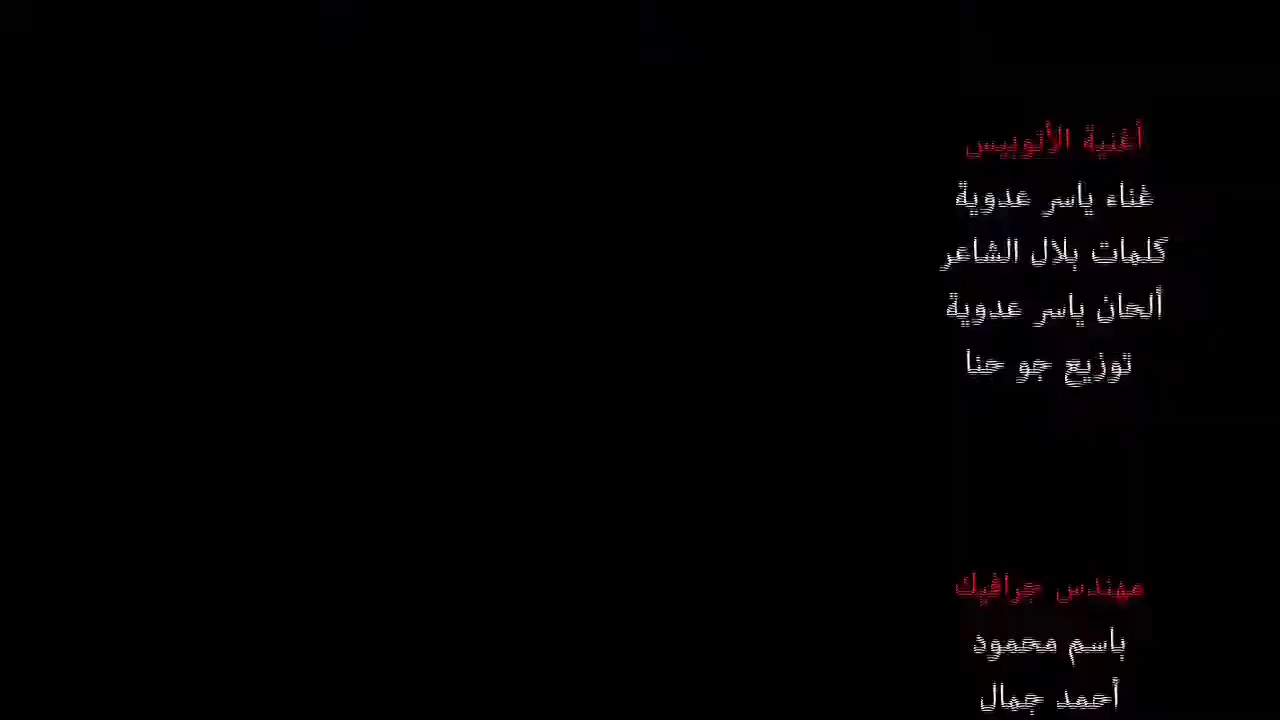 أغنية الأتوبيس
غناء ياسر عدوية
كلمات بلال الشاعر
ألحان ياسر عدوية
توزيع جو حنا
مهندس جرافيك
باسم محمود
أحمد جمال